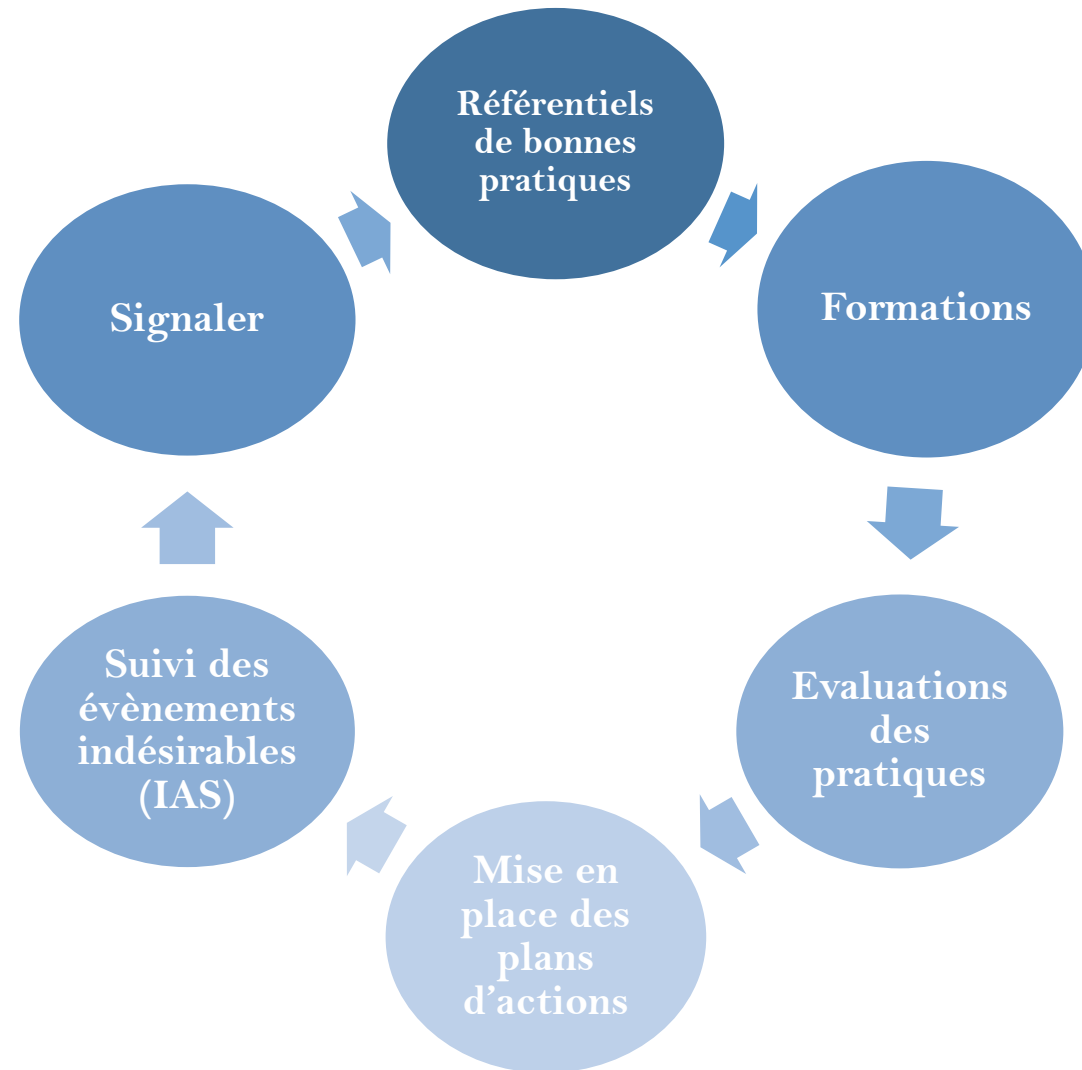 Référentiels
de bonnes
pratiques
Formations
Evaluations
des
pratiques
Mise en
place des
plans
d’actions
Suivi des
évènements
indésirables
(IAS)
Signaler